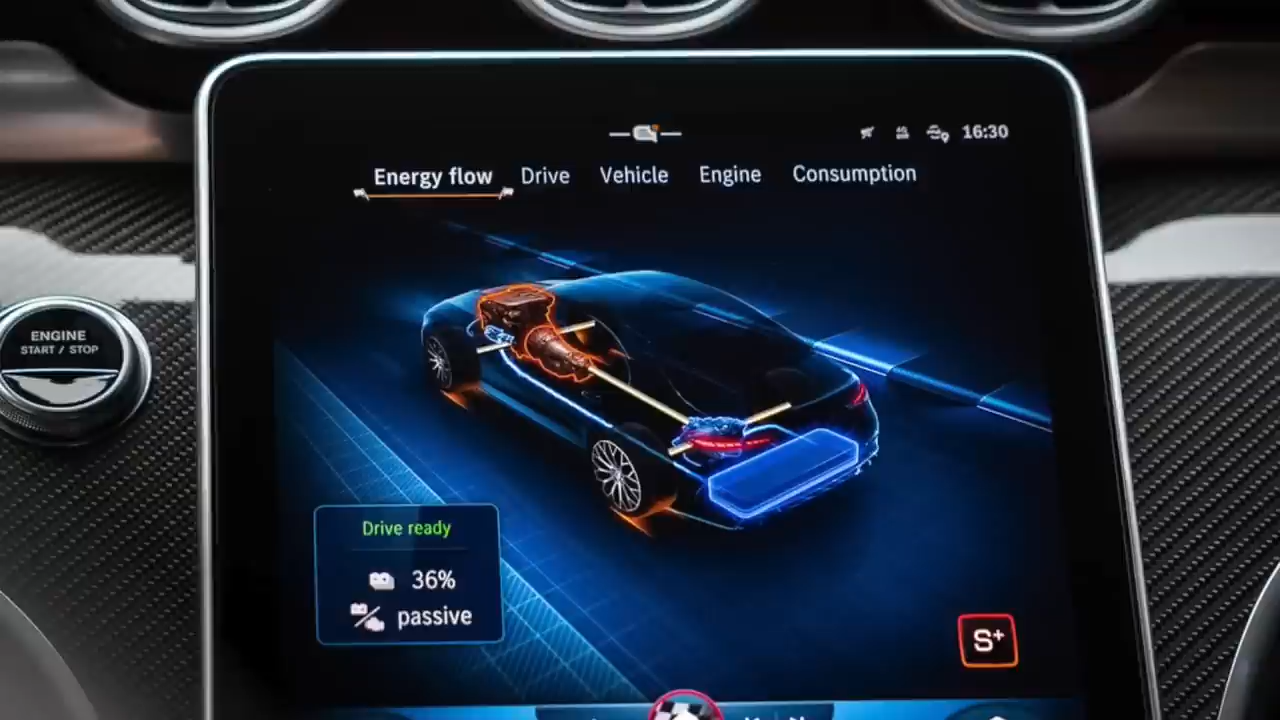 16:30
Energy flow Drive Vehicle Engine Consumption
ENGINE
START / STOP
Drive ready
36%
passive
S+